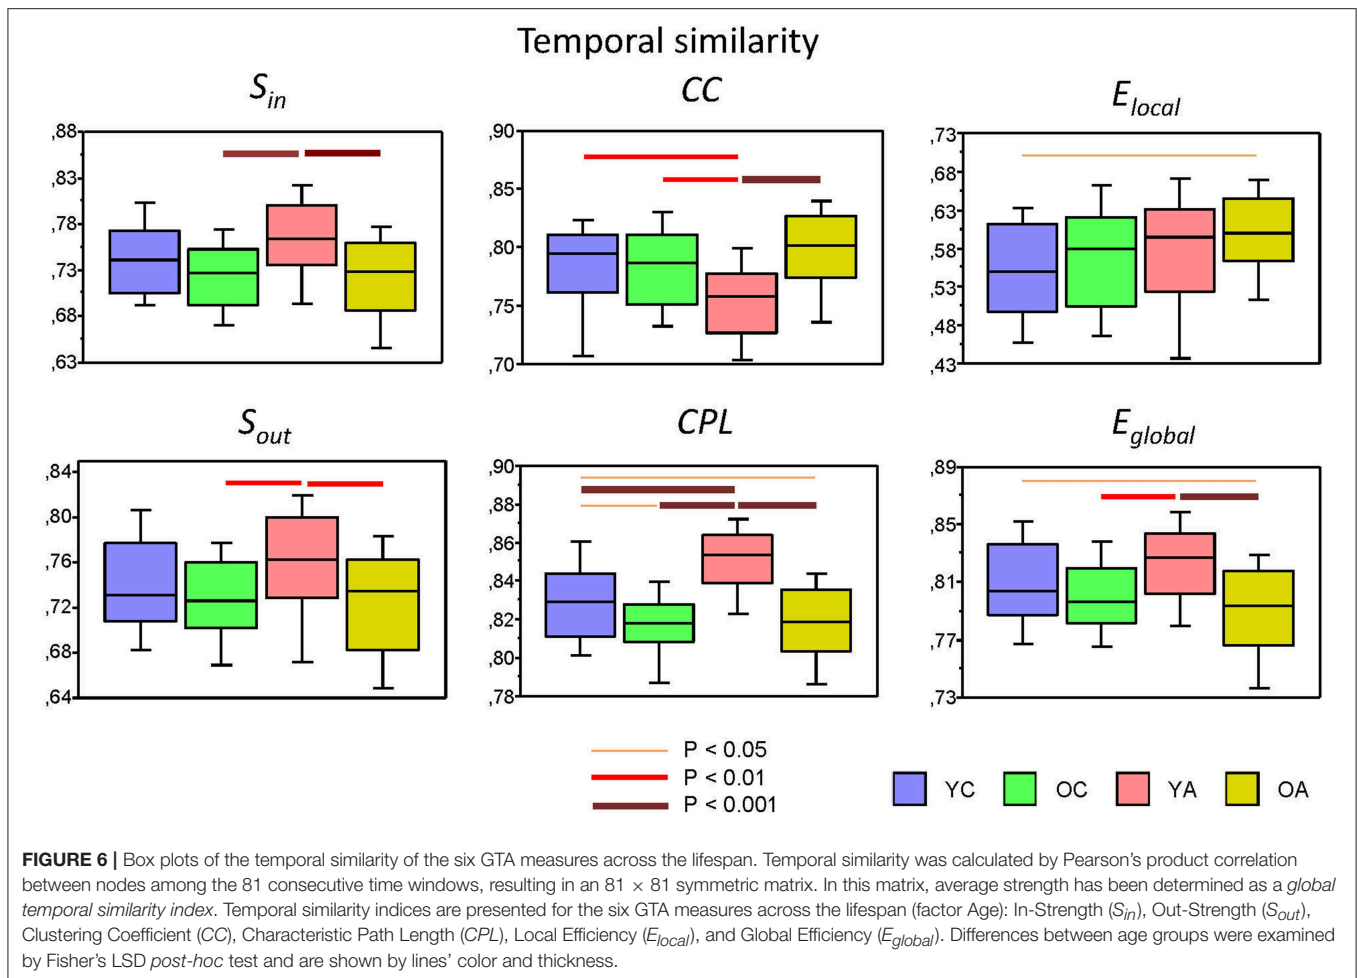 Temporal similarity
S_in
CC
E_local
,88
,83
,78
,73
,68
,63
,90
,85
,80
,75
,70
,73
,68
,63
,58
,53
,48
,43
S_out
CPL
E_global
,84
,80
,76
,72
,68
,64
,90
,88
,86
,84
,82
,80
,78
,89
,85
,81
,77
,73
P < 0.05
P < 0.01
P < 0.001
YC OC YA OA
FIGURE 6 | Box plots of the temporal similarity of the six GTA measures across the lifespan. Temporal similarity was calculated by Pearson's product correlation
between nodes among the 81 consecutive time windows, resulting in an 81 × 81 symmetric matrix. In this matrix, average strength has been determined as a global
temporal similarity index. Temporal similarity indices are presented for the six GTA measures across the lifespan (factor Age): In-Strength (S_in), Out-Strength (S_out),
Clustering Coefficient (CC), Characteristic Path Length (CPL), Local Efficiency (E_local), and Global Efficiency (E_global). Differences between age groups were examined
by Fisher's LSD post-hoc test and are shown by lines' color and thickness.